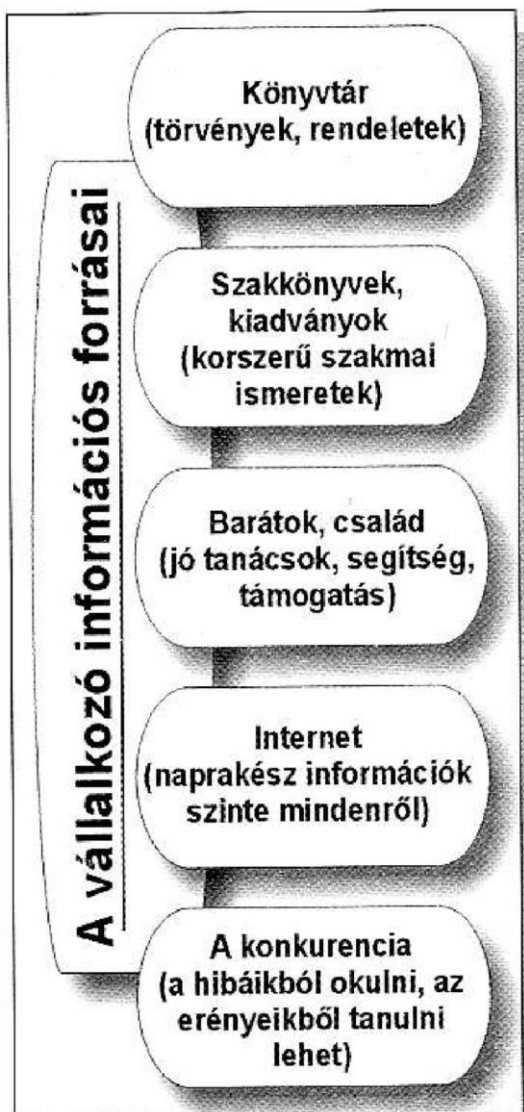 A vállalkozó információs forrásai
Könyvtár
(törvények, rendeletek)
Szakkönyvek,
kiadványok
(korszerű szakmai
ismeretek)
Barátok, család
(jó tanácsok, segítség,
támogatás)
Internet
(naprakész információk
szinte mindenről)
A konkurencia
(a hibáikból okulni, az
erényeikből tanulni
lehet)